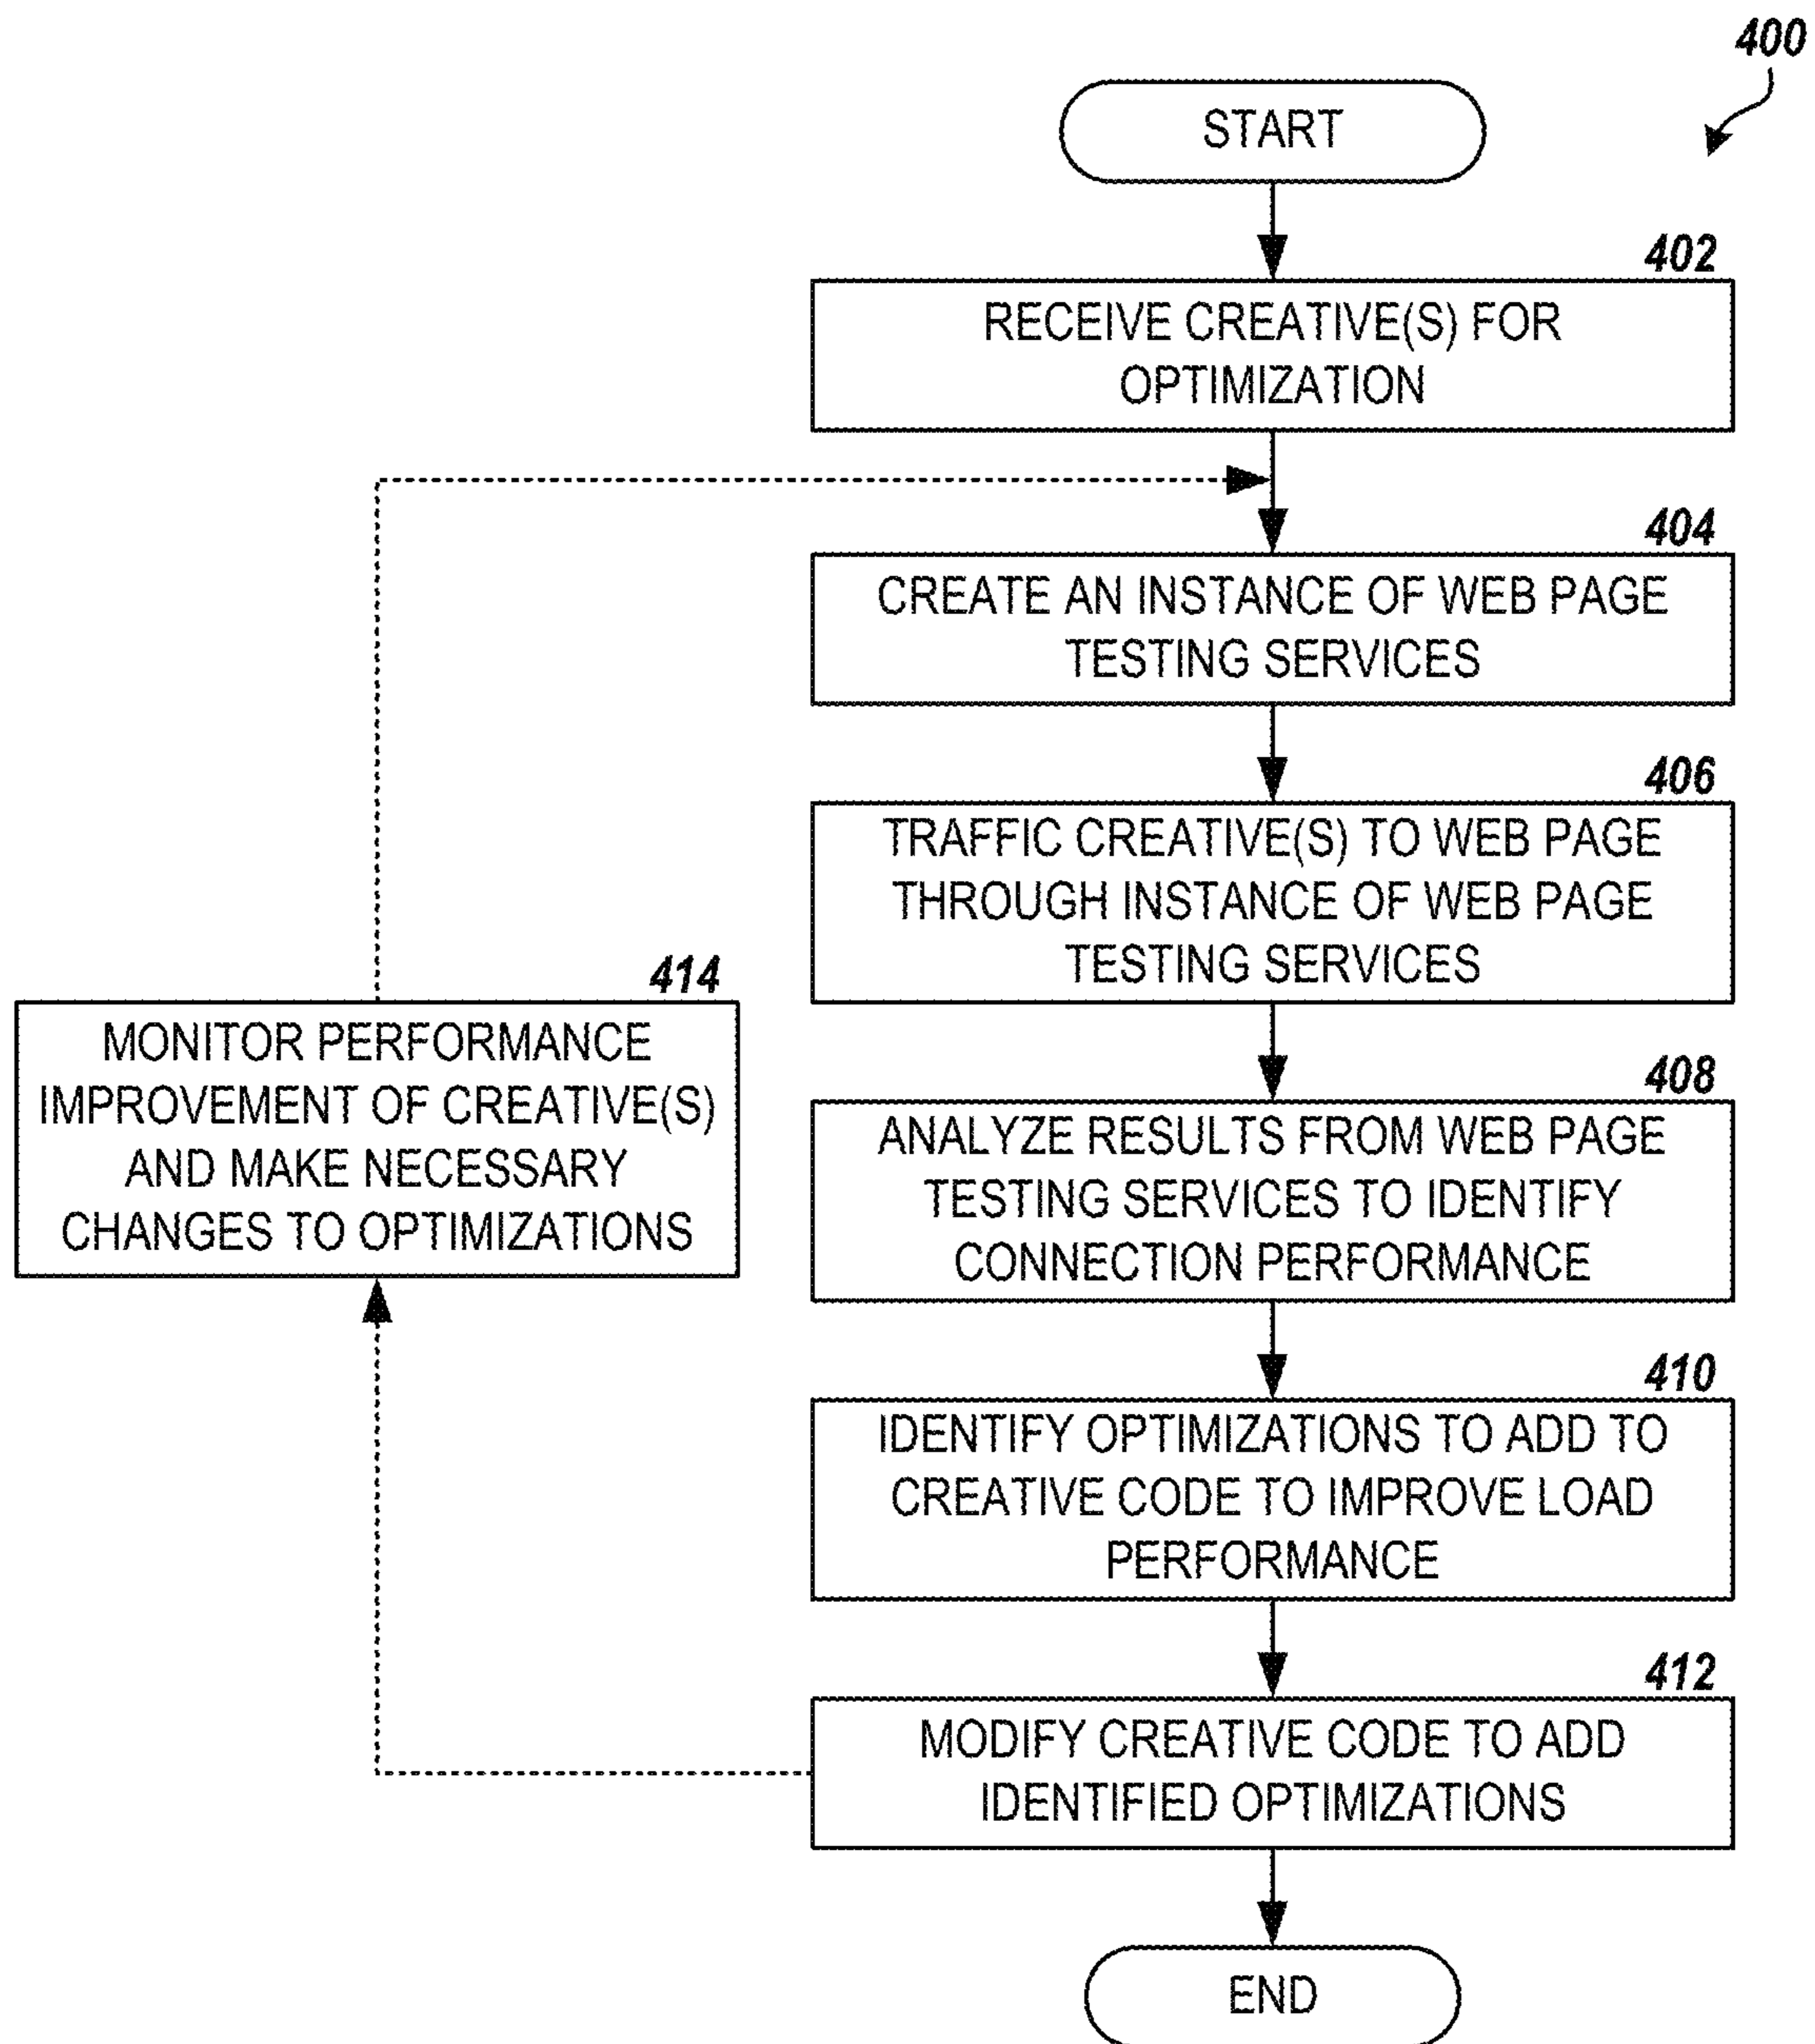 400
START
402
RECEIVE CREATIVE(S) FOR
OPTIMIZATION
404
CREATE AN INSTANCE OF WEB PAGE
TESTING SERVICES
406
TRAFFIC CREATIVE(S) TO WEB PAGE
THROUGH INSTANCE OF WEB PAGE
TESTING SERVICES
414
MONITOR PERFORMANCE
IMPROVEMENT OF CREATIVE(S)
AND MAKE NECESSARY
CHANGES TO OPTIMIZATIONS
408
ANALYZE RESULTS FROM WEB PAGE
TESTING SERVICES TO IDENTIFY
CONNECTION PERFORMANCE
410
IDENTIFY OPTIMIZATIONS TO ADD TO
CREATIVE CODE TO IMPROVE LOAD
PERFORMANCE
412
MODIFY CREATIVE CODE TO ADD
IDENTIFIED OPTIMIZATIONS
END